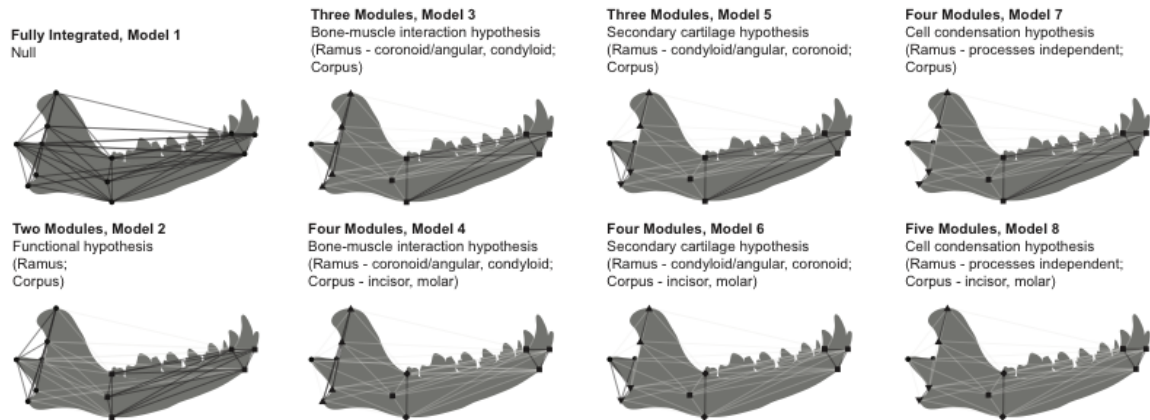 Fully Integrated, Model 1
Null
Three Modules, Model 3
Bone-muscle interaction hypothesis
(Ramus - coronoid/angular, condyloid;
Corpus)
Three Modules, Model 5
Secondary cartilage hypothesis
(Ramus - condyloid/angular, coronoid;
Corpus)
Four Modules, Model 7
Cell condensation hypothesis
(Ramus - processes independent;
Corpus)
Two Modules, Model 2
Functional hypothesis
(Ramus;
Corpus)
Four Modules, Model 4
Bone-muscle interaction hypothesis
(Ramus - coronoid/angular, condyloid;
Corpus - incisor, molar)
Four Modules, Model 6
Secondary cartilage hypothesis
(Ramus - condyloid/angular, coronoid;
Corpus - incisor, molar)
Five Modules, Model 8
Cell condensation hypothesis
(Ramus - processes independent;
Corpus - incisor, molar)